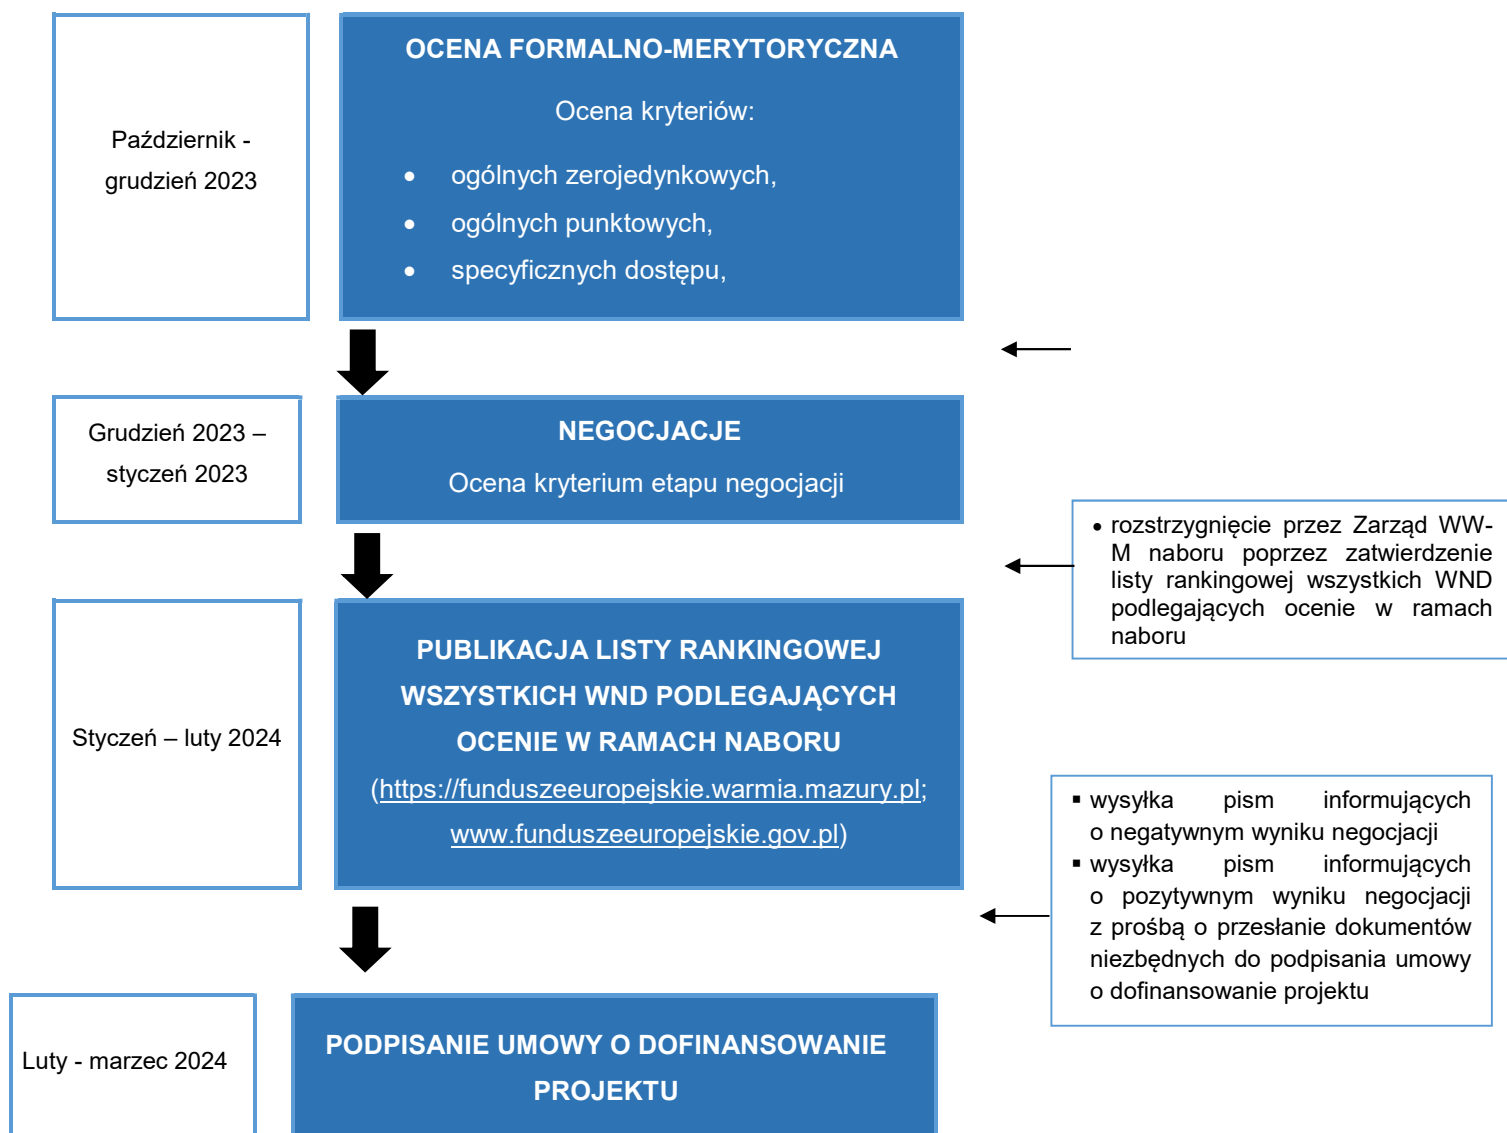 Październik -
grudzień 2023
OCENA FORMALNO-MERYTORYCZNA
Ocena kryteriów:
• ogólnych zerojedynkowych,
• ogólnych punktowych,
• specyficznych dostępu,
Grudzień 2023 –
styczeń 2023
NEGOCJACJE
Ocena kryterium etapu negocjacji
• rozstrzygnięcie przez Zarząd WW-
M naboru poprzez zatwierdzenie
listy rankingowej wszystkich WND
podlegających ocenie w ramach
naboru
Styczeń – luty 2024
PUBLIKACJA LISTY RANKINGOWEJ
WSZYSTKICH WND PODLEGAJĄCYCH
OCENIE W RAMACH NABORU
(https://funduszeeuropejskie.warmia.mazury.pl;
www.funduszeeuropejskie.gov.pl)
▪ wysyłka pism informujących
o negatywnym wyniku negocjacji
▪ wysyłka pism informujących
o pozytywnym wyniku negocjacji
z prośbą o przesłanie dokumentów
niezbędnych do podpisania umowy
o dofinansowanie projektu
Luty - marzec 2024
PODPISANIE UMOWY O DOFINANSOWANIE
PROJEKTU